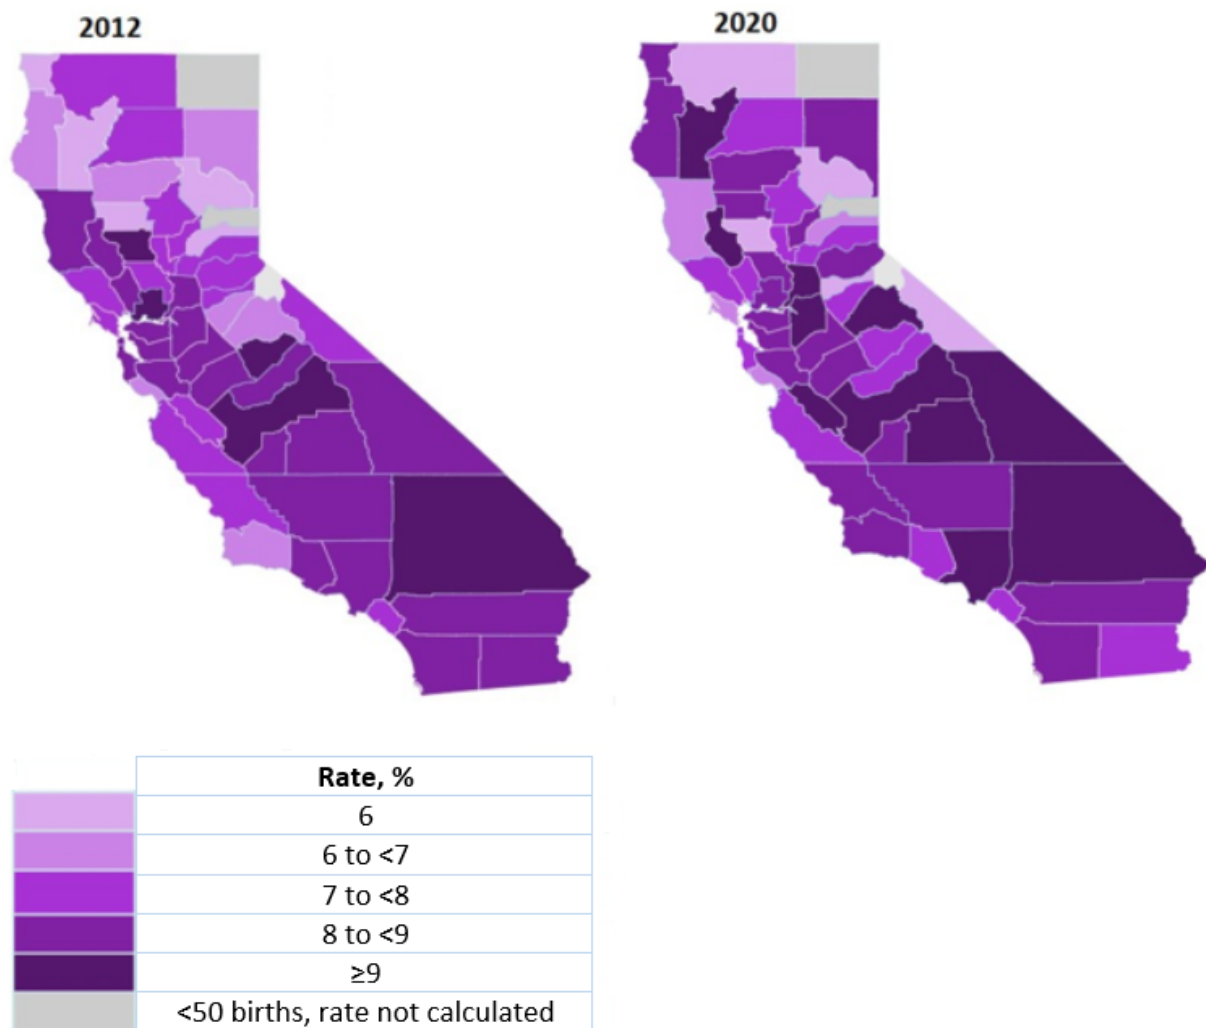 2012
2020
Rate, %
6
6 to <7
7 to <8
8 to <9
≥9
<50 births, rate not calculated